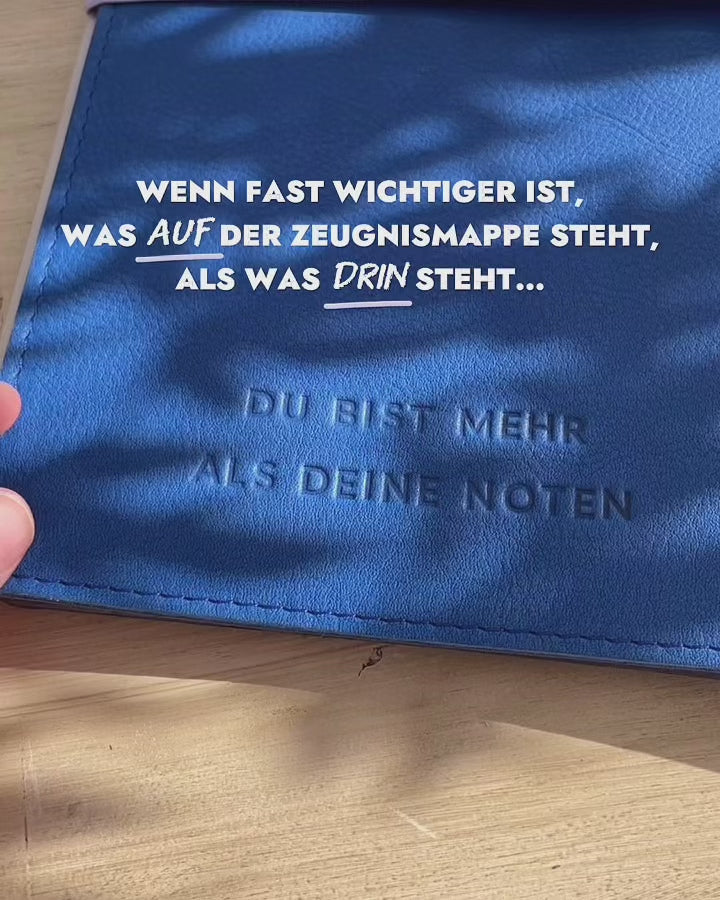 WENN FAST WICHTIGER IST,
WAS AUF DER ZEUGNISMAPPE STEHT,
ALS WAS DRIN STEHT...
DU BIST MEHR
ALS DEINE NOTEN